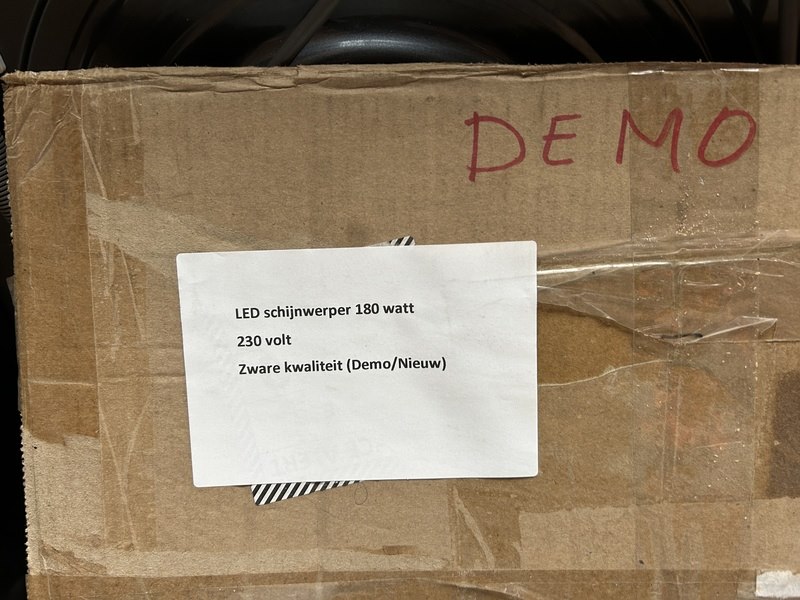 DEMO
LED schijnwerper 180 watt
230 volt
Zware kwaliteit (Demo/Nieuw)